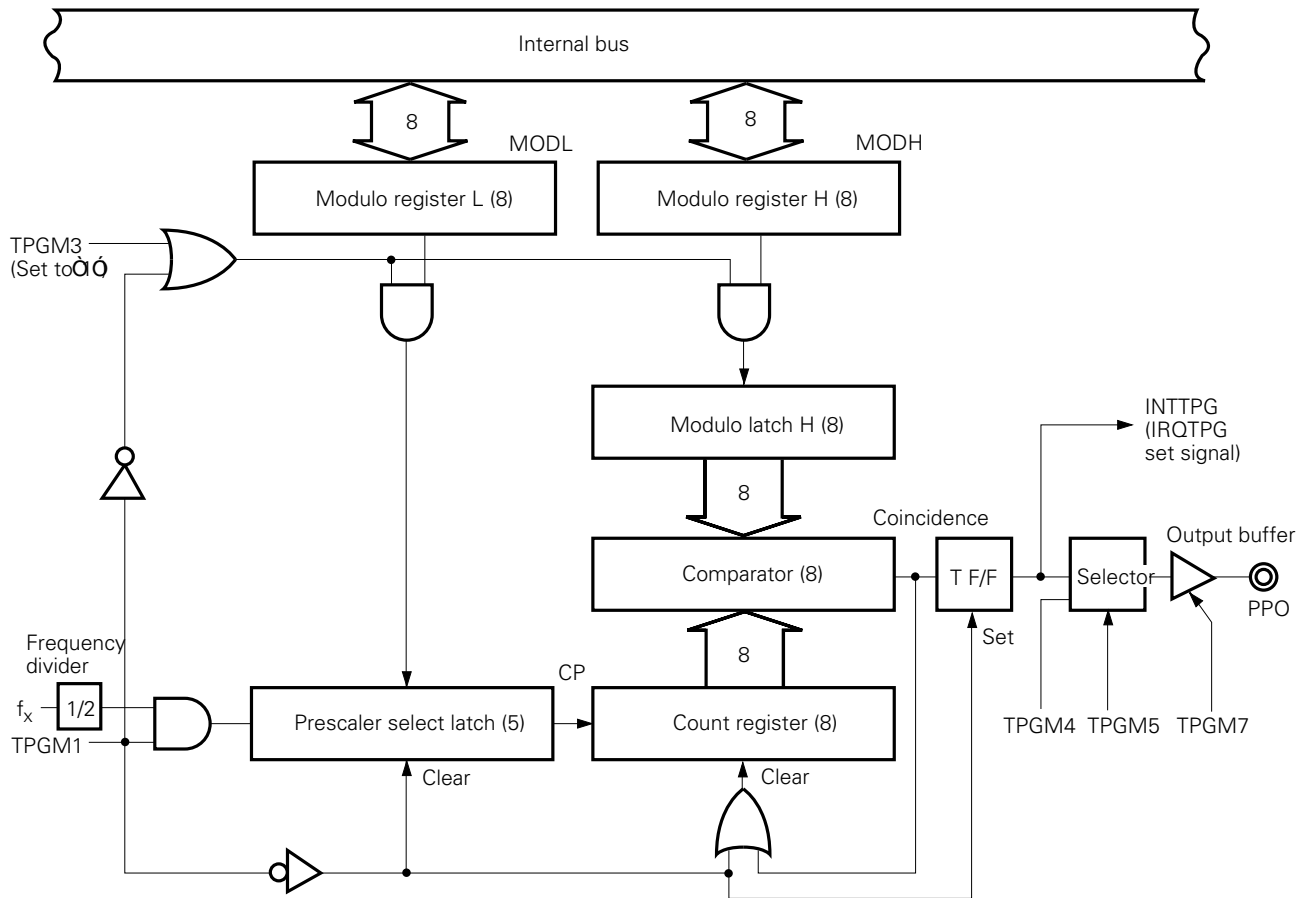 Internal bus
8
8
MODL
MODH
Modulo register L (8)
Modulo register H (8)
TPGM3
(Set to
Modulo latch H (8)
INTTPG
(IRQTPG
set signal)
8
Coincidence
Output buffer
Comparator (8)
T F/F
Selector
PPO
Set
Frequency
divider
8
CP
fx
1/2
Prescaler select latch (5)
Count register (8)
TPGM1
TPGM4
TPGM5
TPGM7
Clear
Clear